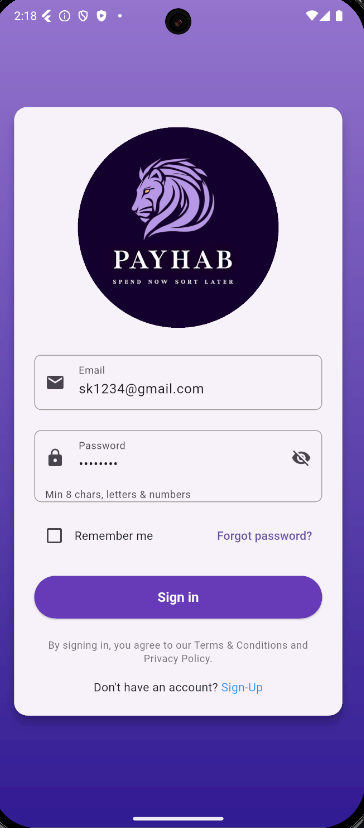 2:18
PAYHAB
SPEND NOW SORT LATER
Email
sk1234@gmail.com
Password
••••••••
Min 8 chars, letters & numbers
Remember me
Forgot password?
Sign in
By signing in, you agree to our Terms & Conditions and
Privacy Policy.
Don't have an account? Sign-Up